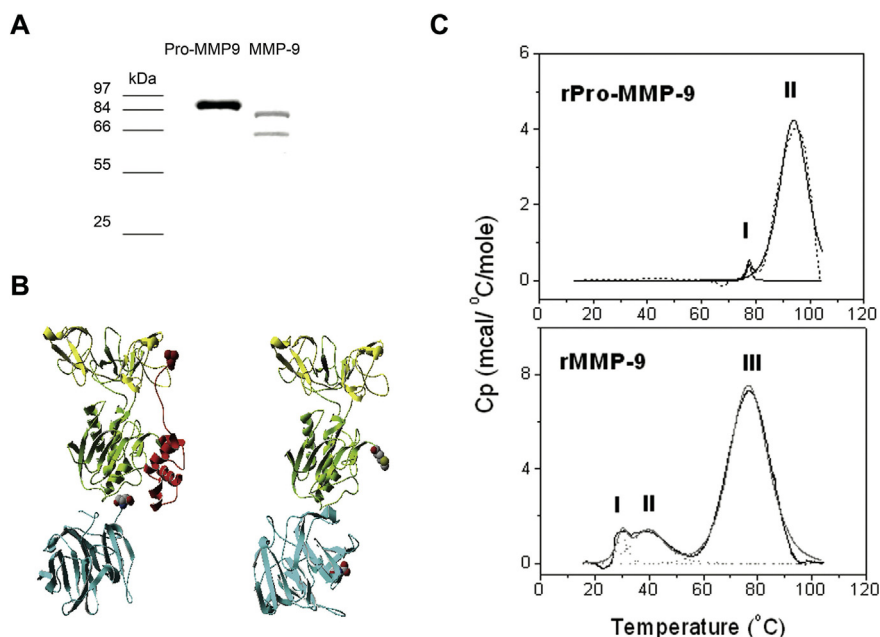 A
Pro-MMP9 MMP-9
kDa
97
84
66
55
25
B
C
rPro-MMP-9
I
II
6
4
2
0
0 20 40 60 80 100 120
rMMP-9
I
II
III
8
4
0
0 20 40 60 80 100 120
Cp (mcal/ °C/mole)
Temperature (°C)